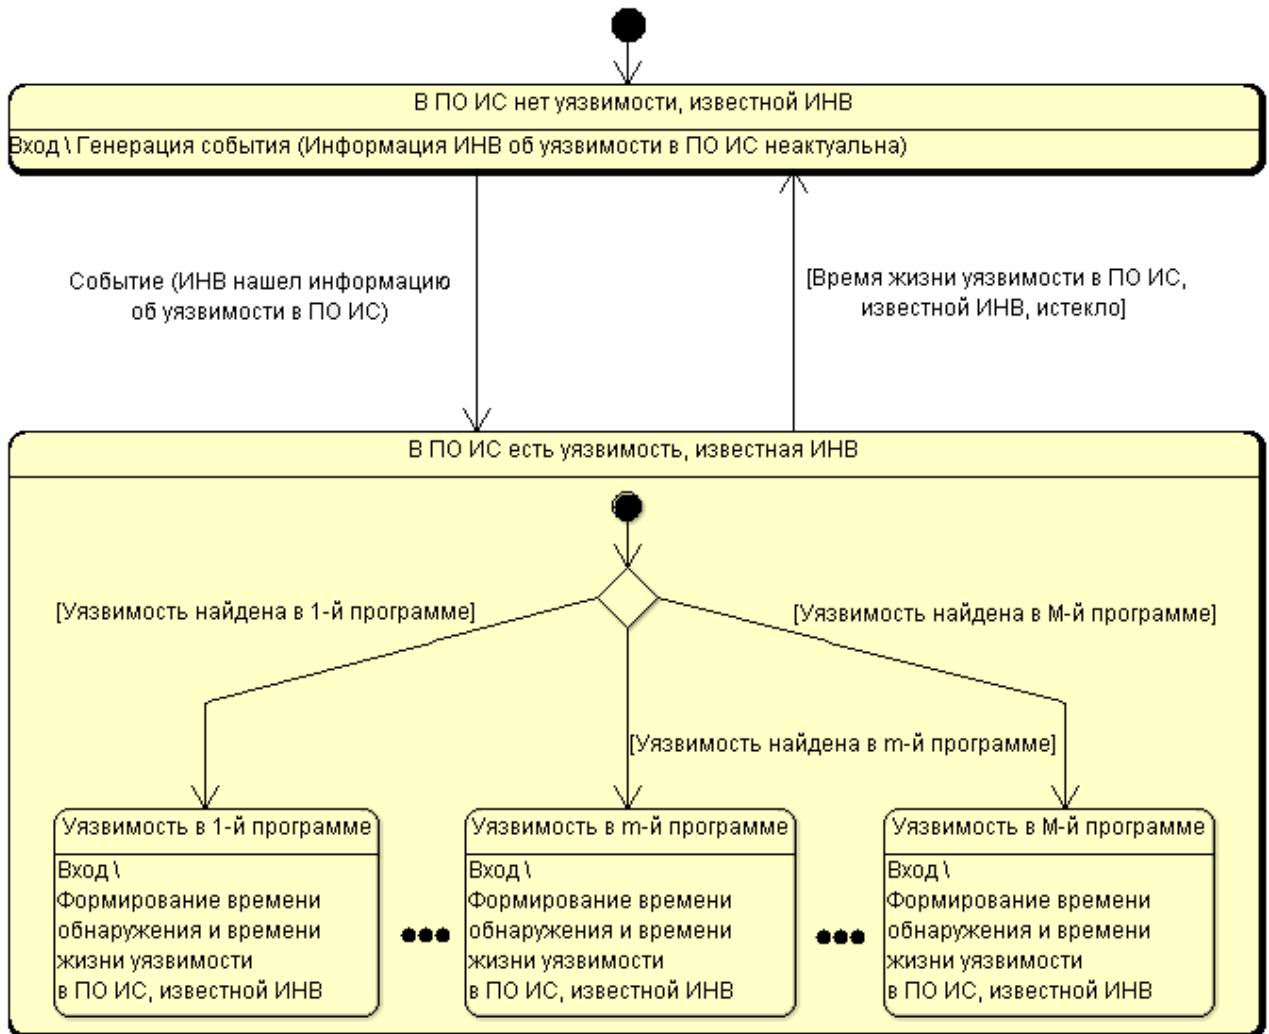 В ПО ИС нет уязвимости, известной ИНВ
Вход \ Генерация события (Информация ИНВ об уязвимости в ПО ИС неактуальна)
Событие (ИНВ нашел информацию
об уязвимости в ПО ИС)
[Время жизни уязвимости в ПО ИС,
известной ИНВ, истекло]
В ПО ИС есть уязвимость, известная ИНВ
[Уязвимость найдена в 1-й программе]
[Уязвимость найдена в М-й программе]
[Уязвимость найдена в m-й программе]
Уязвимость в 1-й программе
Вход \
Формирование времени
обнаружения и времени
жизни уязвимости
в ПО ИС, известной ИНВ
Уязвимость в m-й программе
Вход \
Формирование времени
обнаружения и времени
жизни уязвимости
в ПО ИС, известной ИНВ
Уязвимость в М-й программе
Вход \
Формирование времени
обнаружения и времени
жизни уязвимости
в ПО ИС, известной ИНВ